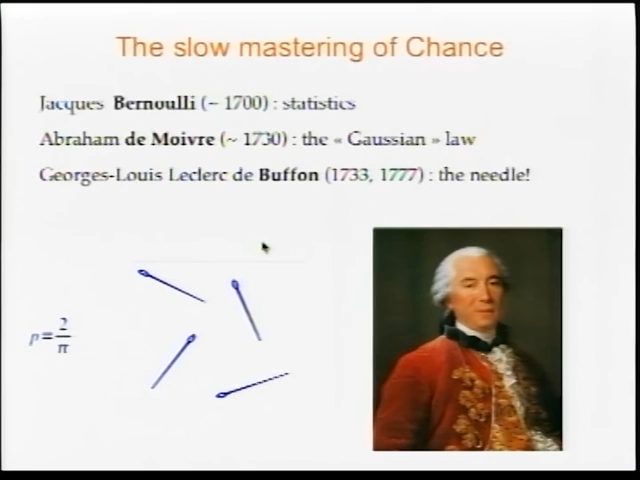 The slow mastering of Chance
Jacques Bernoulli (~ 1700) : statistics
Abraham de Moivre (~ 1730) : the « Gaussian » law
Georges-Louis Leclerc de Buffon (1733, 1777) : the needle!
p=2/π